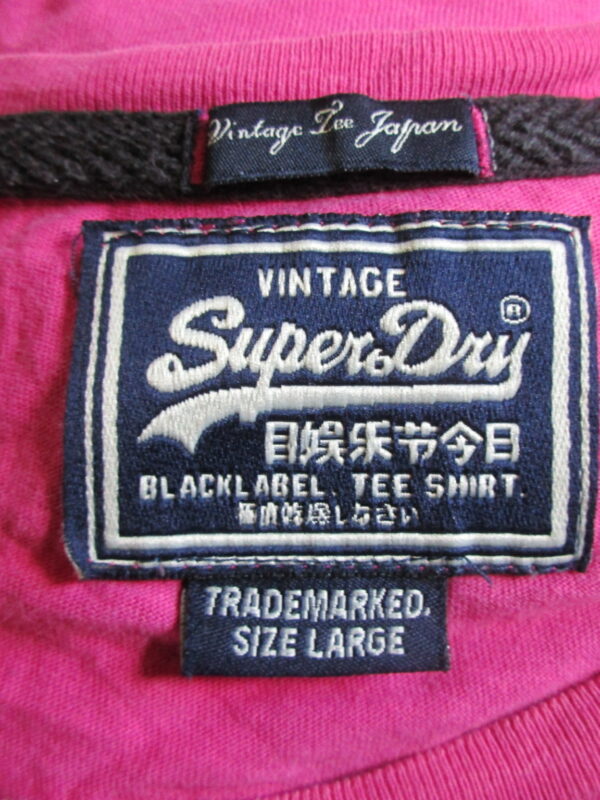 Vintage Tee Japan
VINTAGE
SuperDry®
目娱乐节今日
BLACKLABEL. TEE SHIRT.
極度乾燥しなさい
TRADEMARKED.
SIZE LARGE